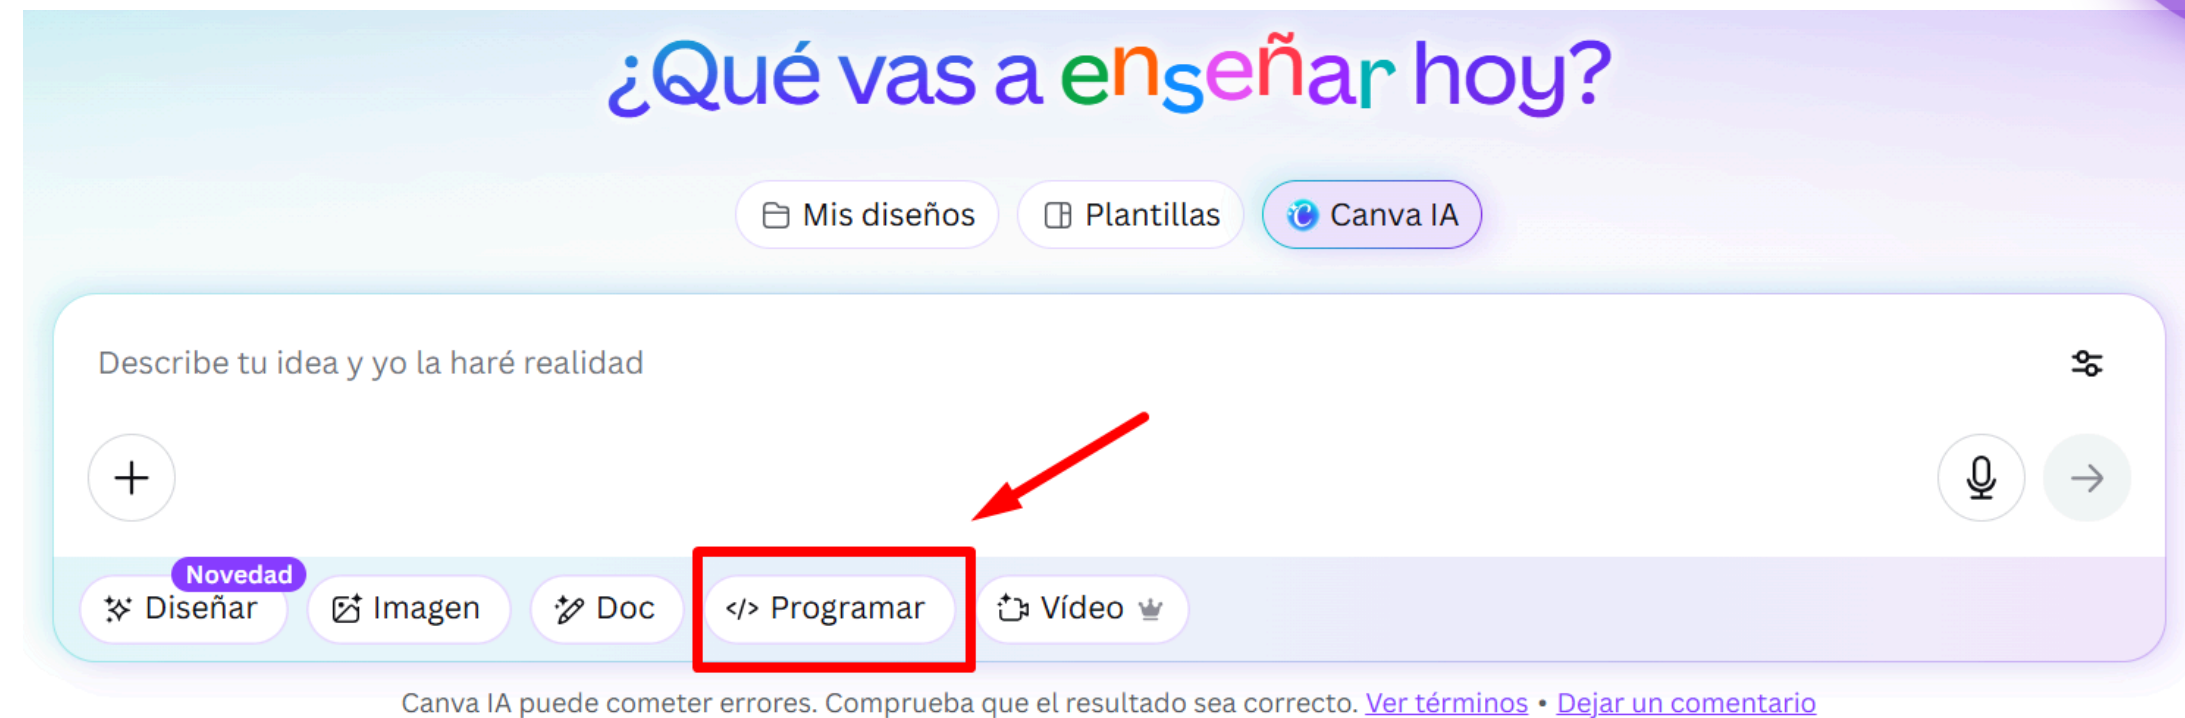 ¿Qué vas a enseñar hoy?
Mis diseños Plantillas Canva IA
Describe tu idea y yo la haré realidad
Novedad
Diseñar Imagen Doc </> Programar Vídeo
Canva IA puede cometer errores. Comprueba que el resultado sea correcto. Ver términos • Dejar un comentario